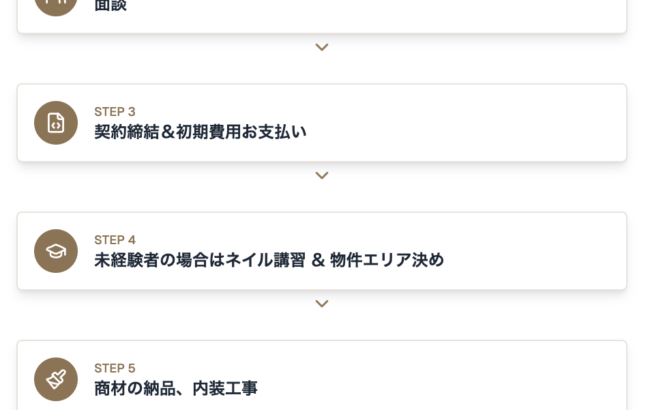 面談
STEP 3
契約締結＆初期費用お支払い
STEP 4
未経験者の場合はネイル講習 ＆ 物件エリア決め
STEP 5
商材の納品、内装工事